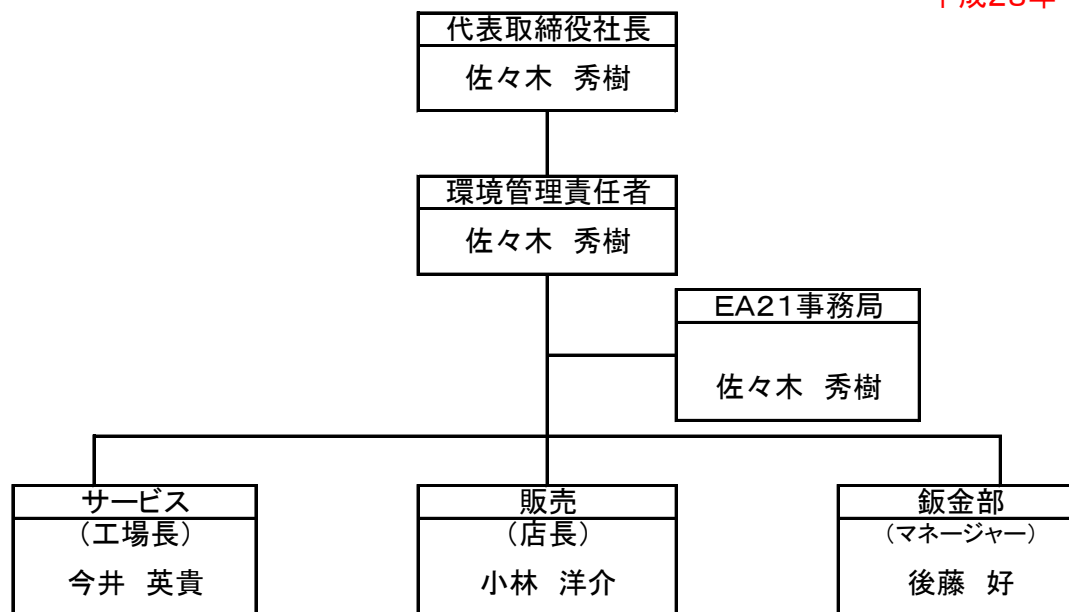 代表取締役社長
佐々木 秀樹
環境管理責任者
佐々木 秀樹
EA21事務局
佐々木 秀樹
サービス
(工場長)
今井 英貴
販売
(店長)
小林 洋介
鈑金部
(マネージャー)
後藤 好